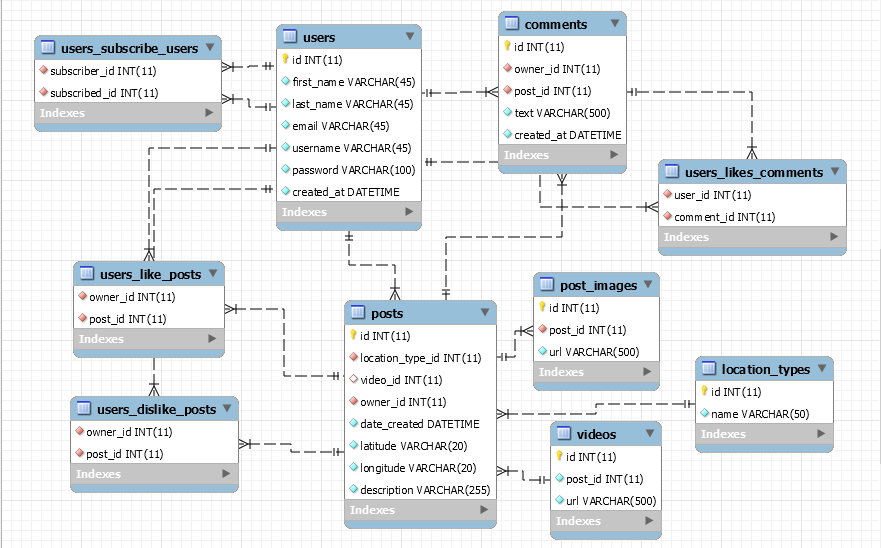 users_subscribe_users
subscriber_id INT(11)
subscribed_id INT(11)
Indexes
users
id INT(11)
first_name VARCHAR(45)
last_name VARCHAR(45)
email VARCHAR(45)
username VARCHAR(45)
password VARCHAR(100)
created_at DATETIME
Indexes
comments
id INT(11)
owner_id INT(11)
post_id INT(11)
text VARCHAR(500)
created_at DATETIME
Indexes
users_likes_comments
user_id INT(11)
comment_id INT(11)
Indexes
users_like_posts
owner_id INT(11)
post_id INT(11)
Indexes
users_dislike_posts
owner_id INT(11)
post_id INT(11)
Indexes
posts
id INT(11)
location_type_id INT(11)
video_id INT(11)
owner_id INT(11)
date_created DATETIME
latitude VARCHAR(20)
longitude VARCHAR(20)
description VARCHAR(255)
Indexes
post_images
id INT(11)
post_id INT(11)
url VARCHAR(500)
Indexes
location_types
id INT(11)
name VARCHAR(50)
Indexes
videos
id INT(11)
post_id INT(11)
url VARCHAR(500)
Indexes